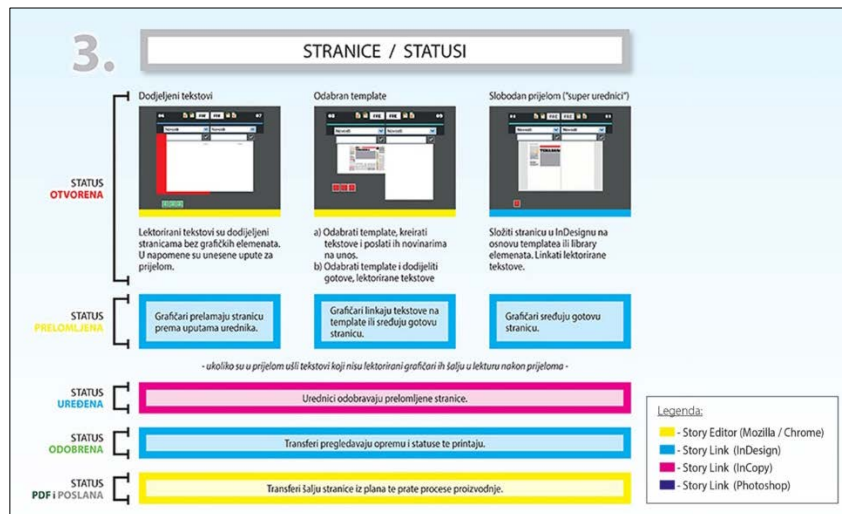 3.
STRANICE / STATUSI
Dodjeljeni tekstovi
Odabran template
Slobodan prijelom ("super urednici")
STATUS
OTVORENA
Lektorirani tekstovi su dodijeljeni
stranicama bez grafičkih elemenata.
U napomene su unesene upute za
prijelom.
a) Odabrati template, kreirati
tekstove i poslati ih novinarima
na unos.
b) Odabrati template i dodijeliti
gotove, lektorirane tekstove
Složiti stranicu u InDesignu na
osnovu templatea ili library
elemenata. Linkati lektorirane
tekstove.
STATUS
PRELOMLJENA
Grafičari prelamaju stranicu
prema uputama urednika.
Grafičari linkaju tekstove na
template ili sređuju gotovu
stranicu.
Grafičari sređuju gotovu
stranicu.
- ukoliko su u prijelom ušli tekstovi koji nisu lektorirani grafičari ih šalju u lekturu nakon prijeloma -
STATUS
UREĐENA
Urednici odobravaju prelomljene stranice.
STATUS
ODOBRENA
Transferi pregledavaju opremu i statuse te printaju.
STATUS
PDF i POSLANA
Transferi šalju stranice iz plana te prate procese proizvodnje.
Legenda:
- Story Editor (Mozilla / Chrome)
- Story Link (InDesign)
- Story Link (InCopy)
- Story Link (Photoshop)